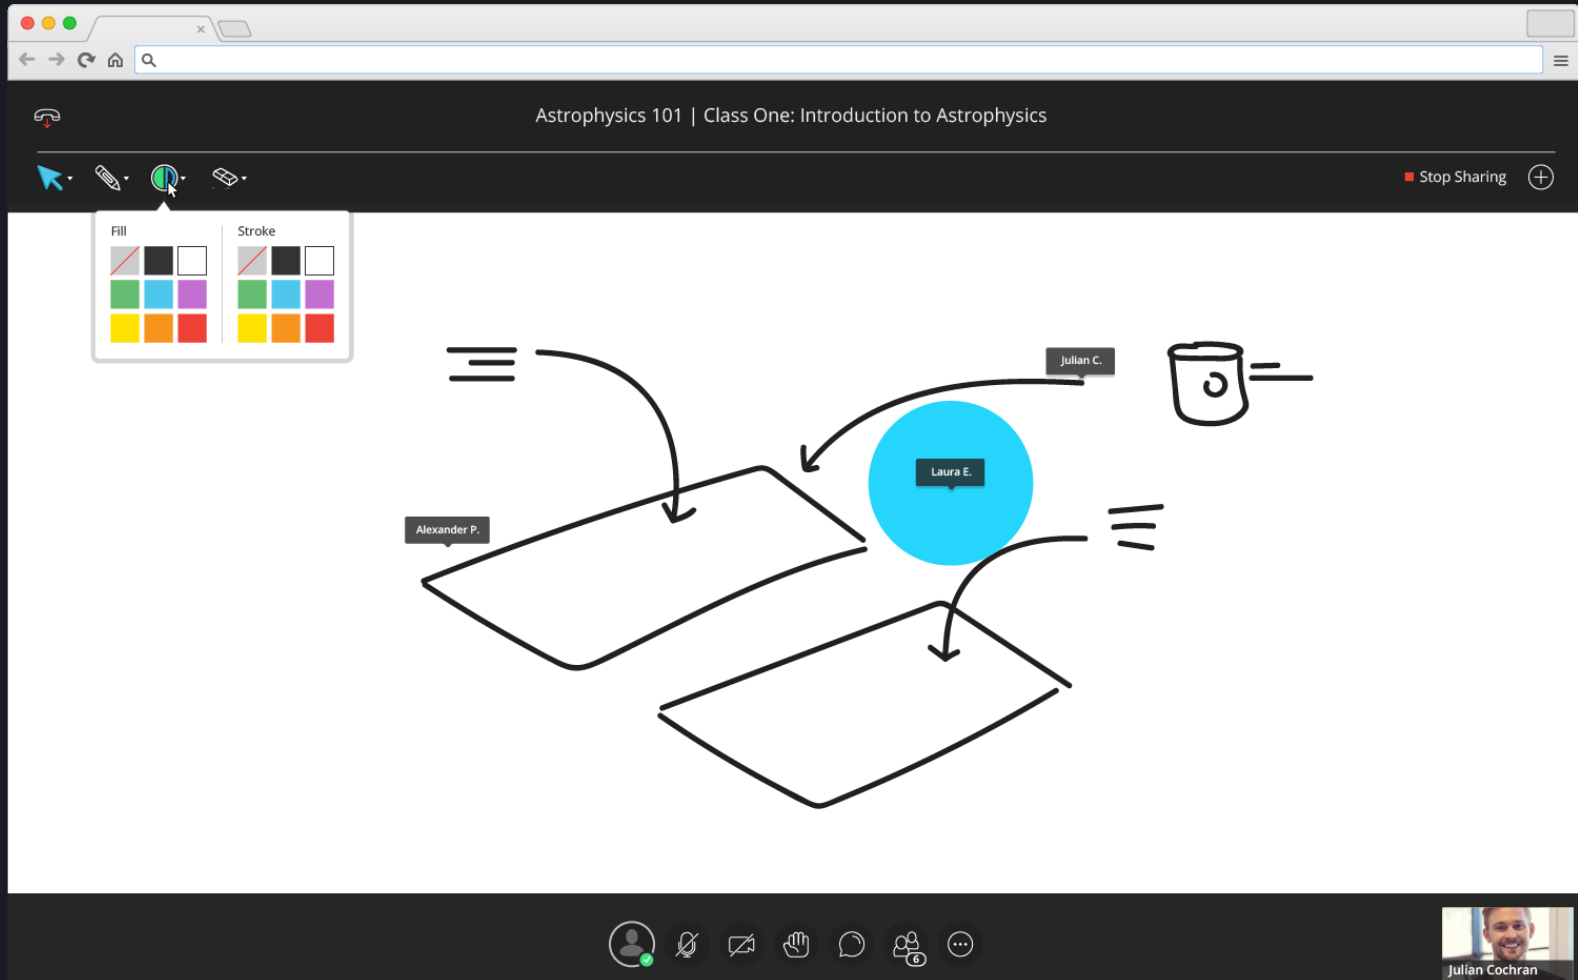 Astrophysics 101 | Class One: Introduction to Astrophysics
Stop Sharing
Fill
Stroke
Julian C.
Laura E.
Alexander P.
6
Julian Cochran